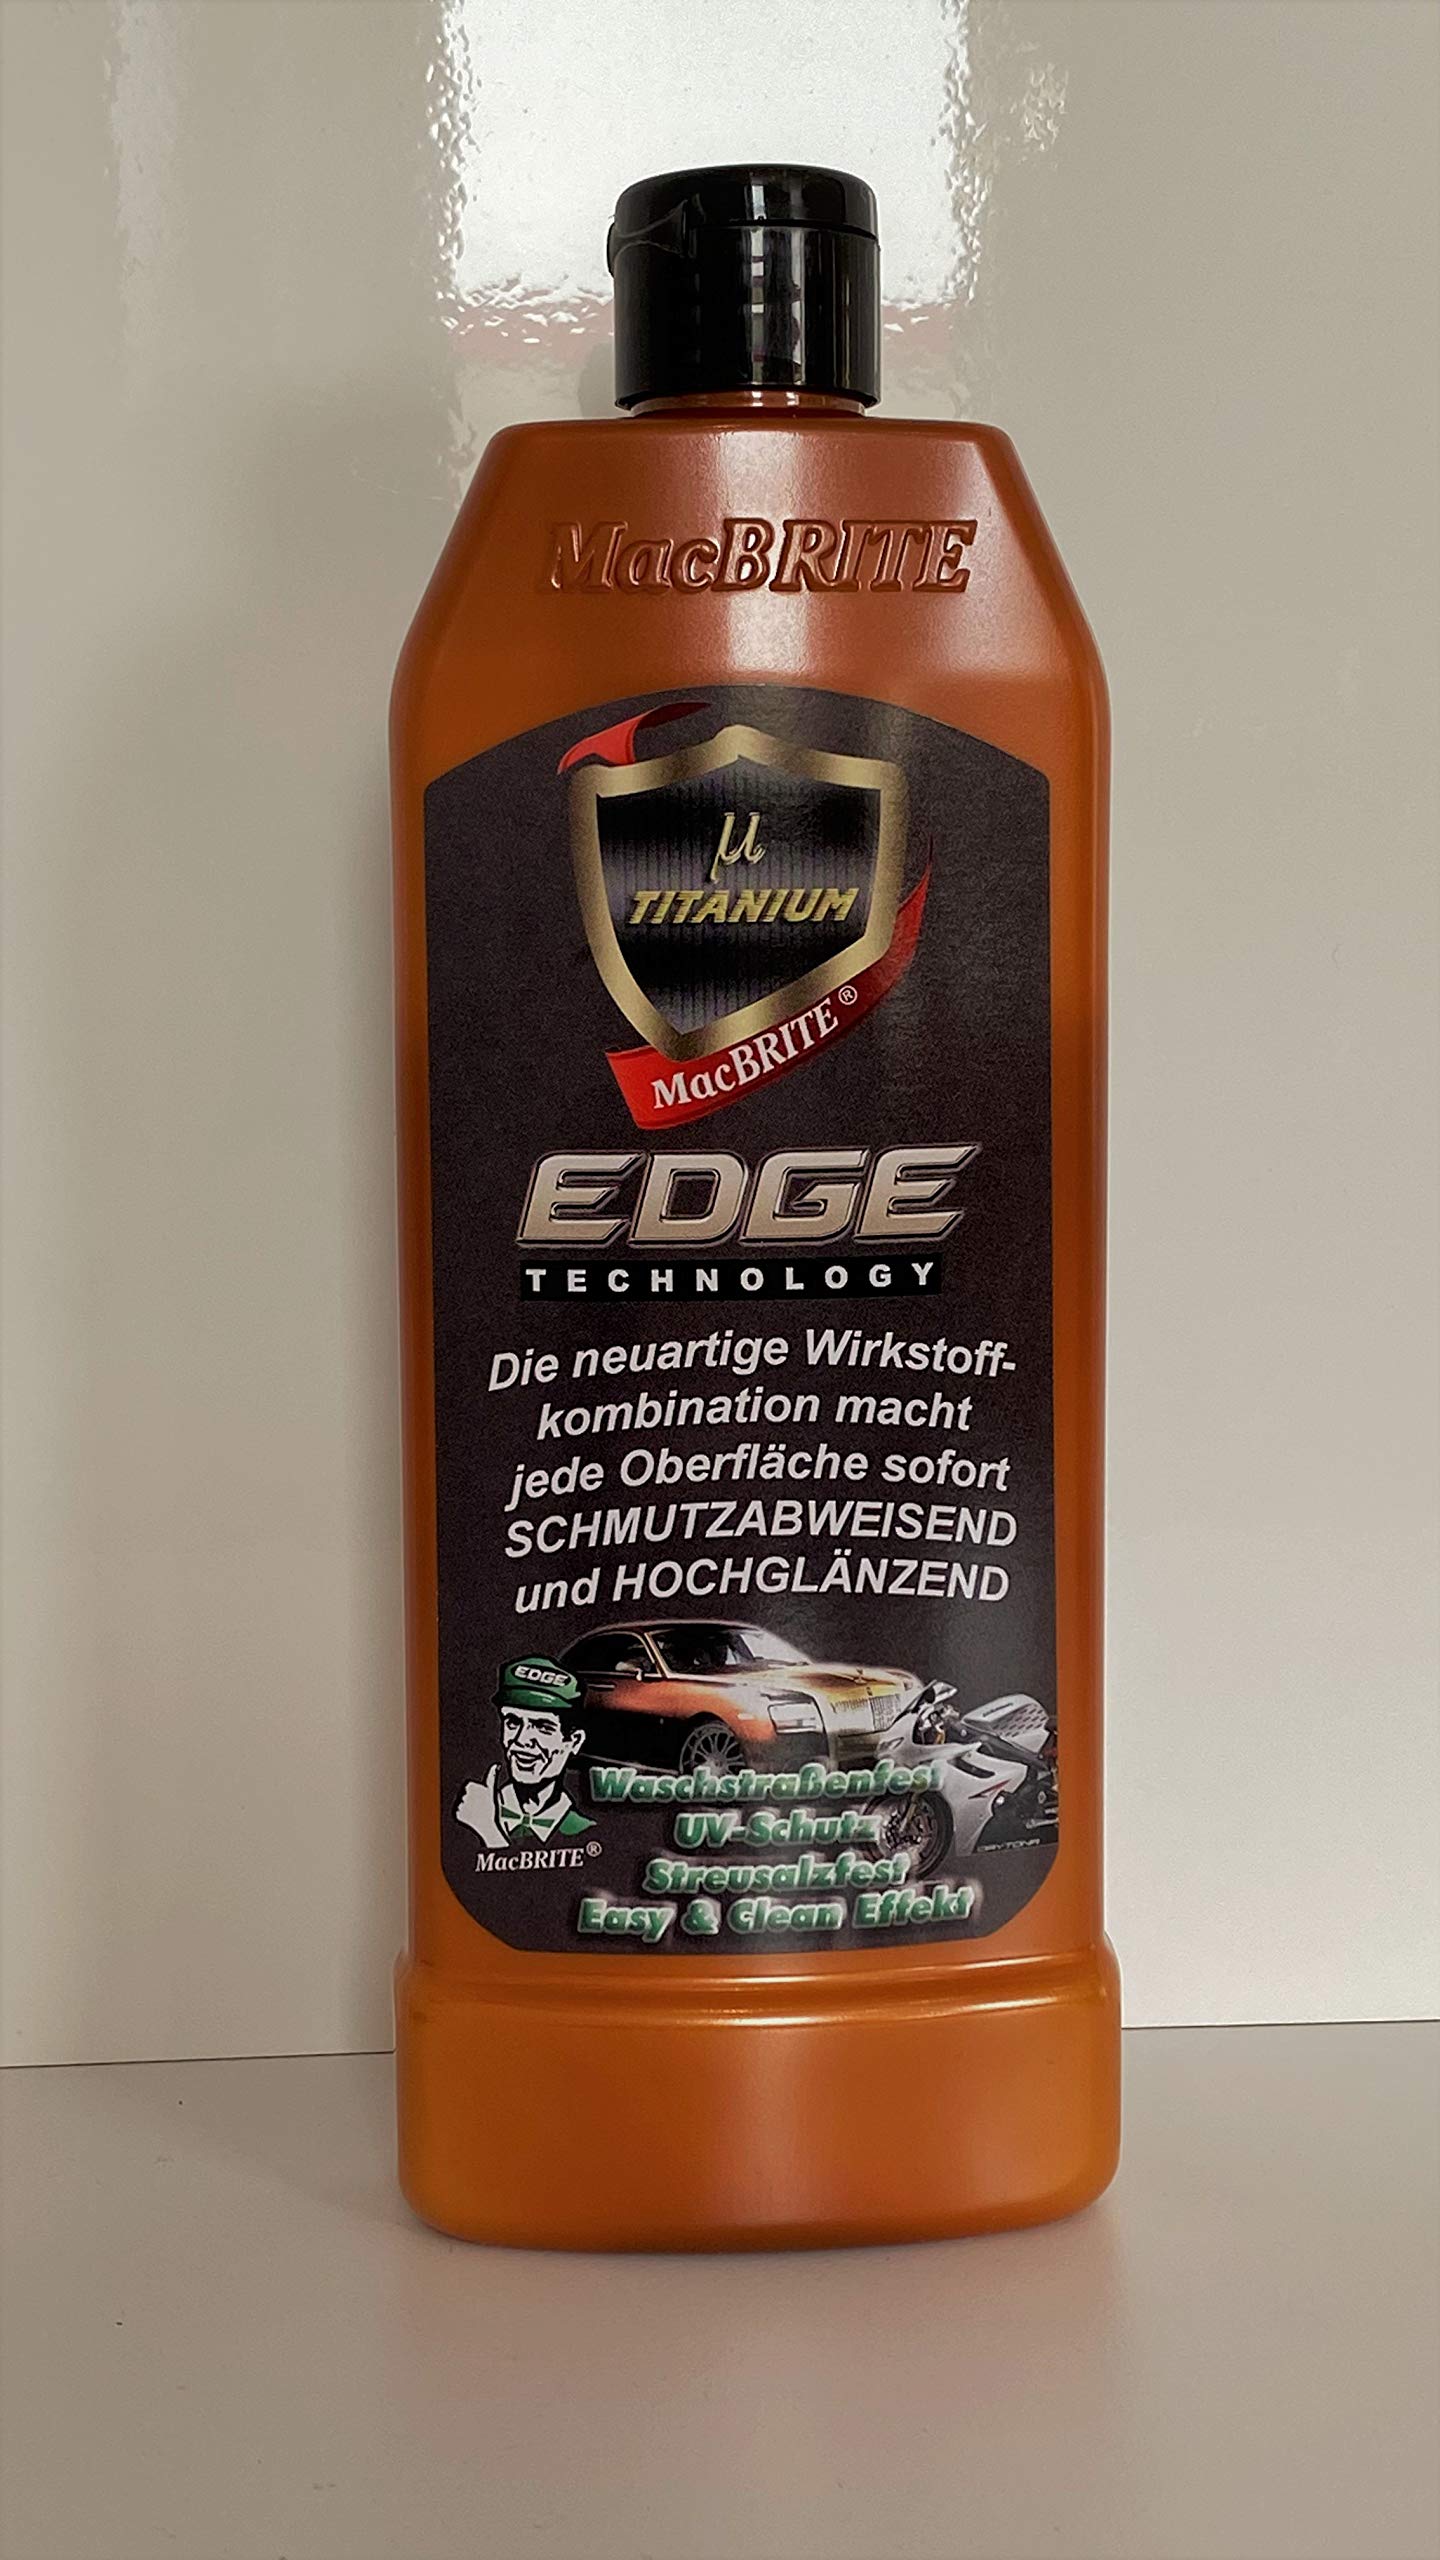 MacBRITE
µ
TITANIUM
MacBRITE®
EDGE
TECHNOLOGY
Die neuartige Wirkstoff-
kombination macht
jede Oberfläche sofort
SCHMUTZABWEISEND
und HOCHGLÄNZEND
EDGE
Waschstraßenfest
UV-Schutz
Streusalzfest
Easy & Clean Effekt
MacBRITE®
DAYTONA